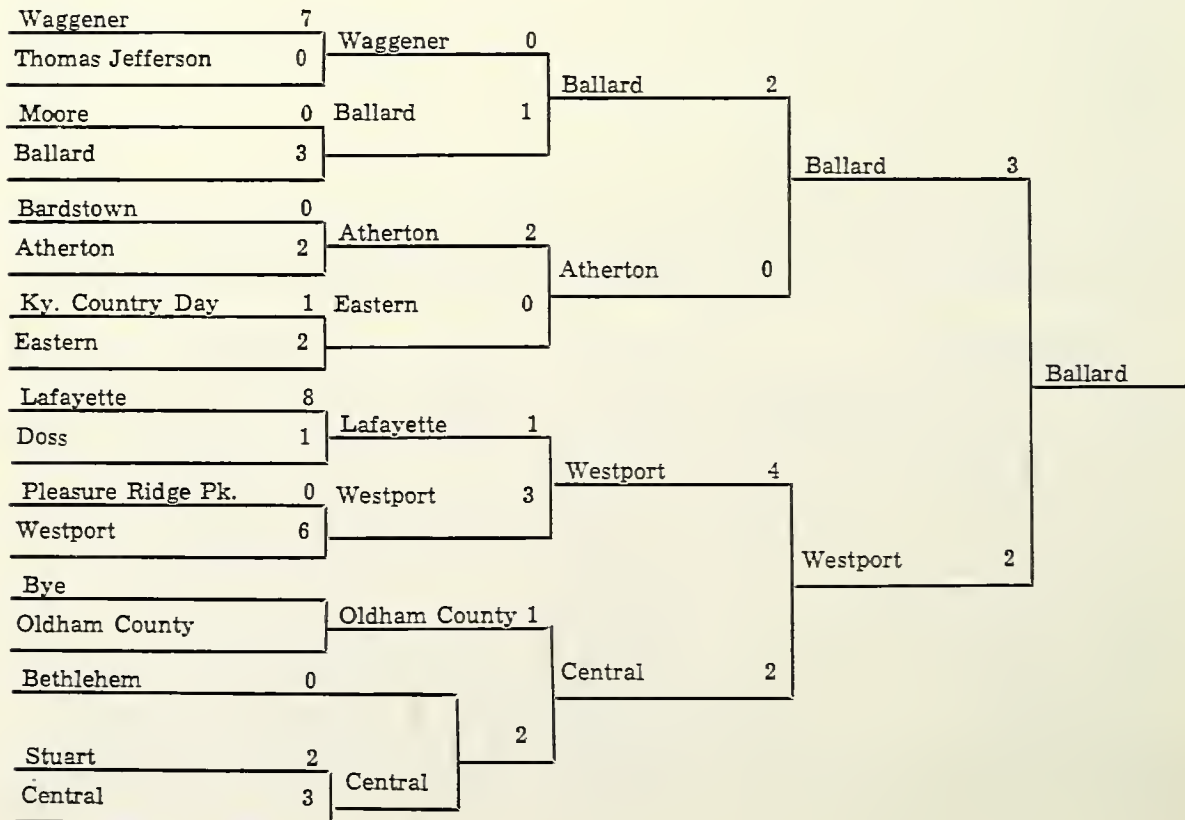 Waggener 7
Thomas Jefferson 0
Moore 0
Ballard 3
Bardstown 0
Atherton 2
Ky. Country Day 1
Eastern 2
Lafayette 8
Doss 1
Pleasure Ridge Pk. 0
Westport 6
Bye
Oldham County
Bethlehem 0
Stuart 2
Central 3
Central
Waggener 0
Ballard 1
Atherton 2
Eastern 0
Lafayette 1
Westport 3
Oldham County 1
2
Ballard 2
Atherton 0
Westport 4
Central 2
Ballard 3
Westport 2
Ballard